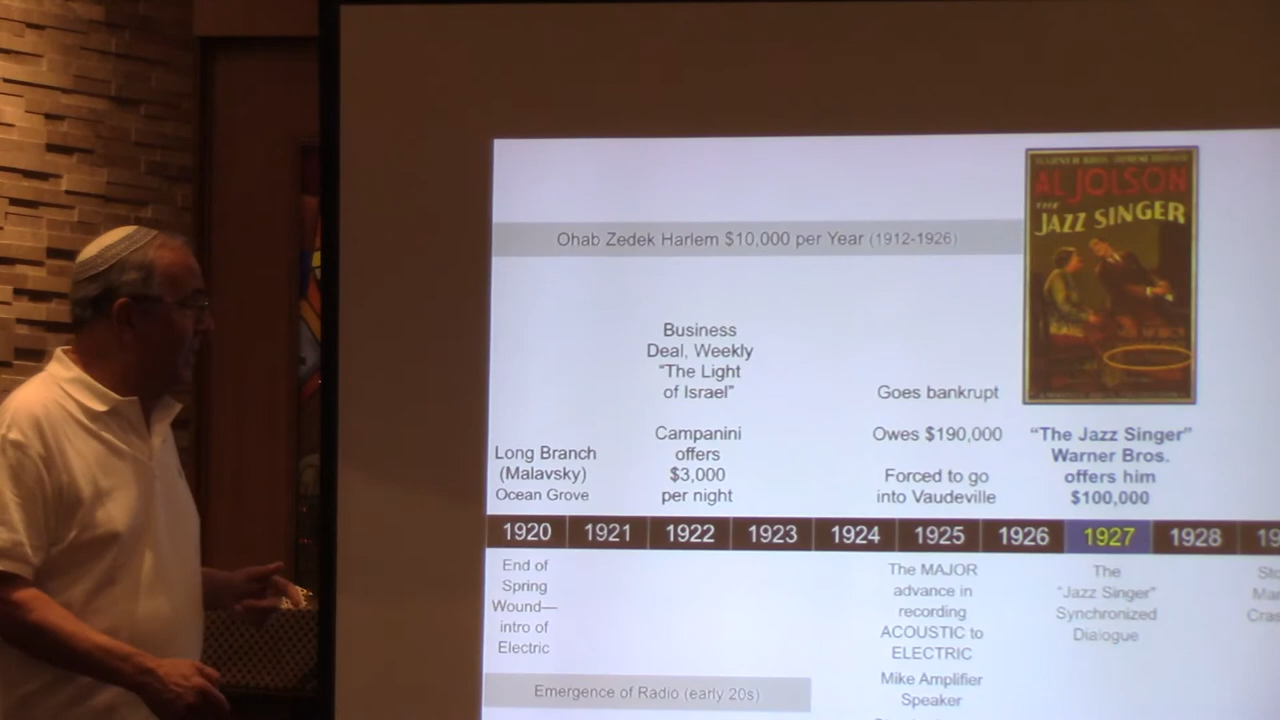 AL JOLSON
THE
JAZZ SINGER
Ohab Zedek Harlem $10,000 per Year (1912-1926)
Business
Deal, Weekly
"The Light
of Israel"
Goes bankrupt
Long Branch
(Malavsky)
Ocean Grove
Campanini
offers
$3,000
per night
Owes $190,000
Forced to go
into Vaudeville
"The Jazz Singer"
Warner Bros.
offers him
$100,000
1920 1921 1922 1923 1924 1925 1926 1927 1928 19
End of
Spring
Wound—
intro of
Electric
The MAJOR
advance in
recording
ACOUSTIC to
ELECTRIC
Mike Amplifier
Speaker
The
"Jazz Singer"
Synchronized
Dialogue
Sto
Mar
Cras
Emergence of Radio (early 20s)